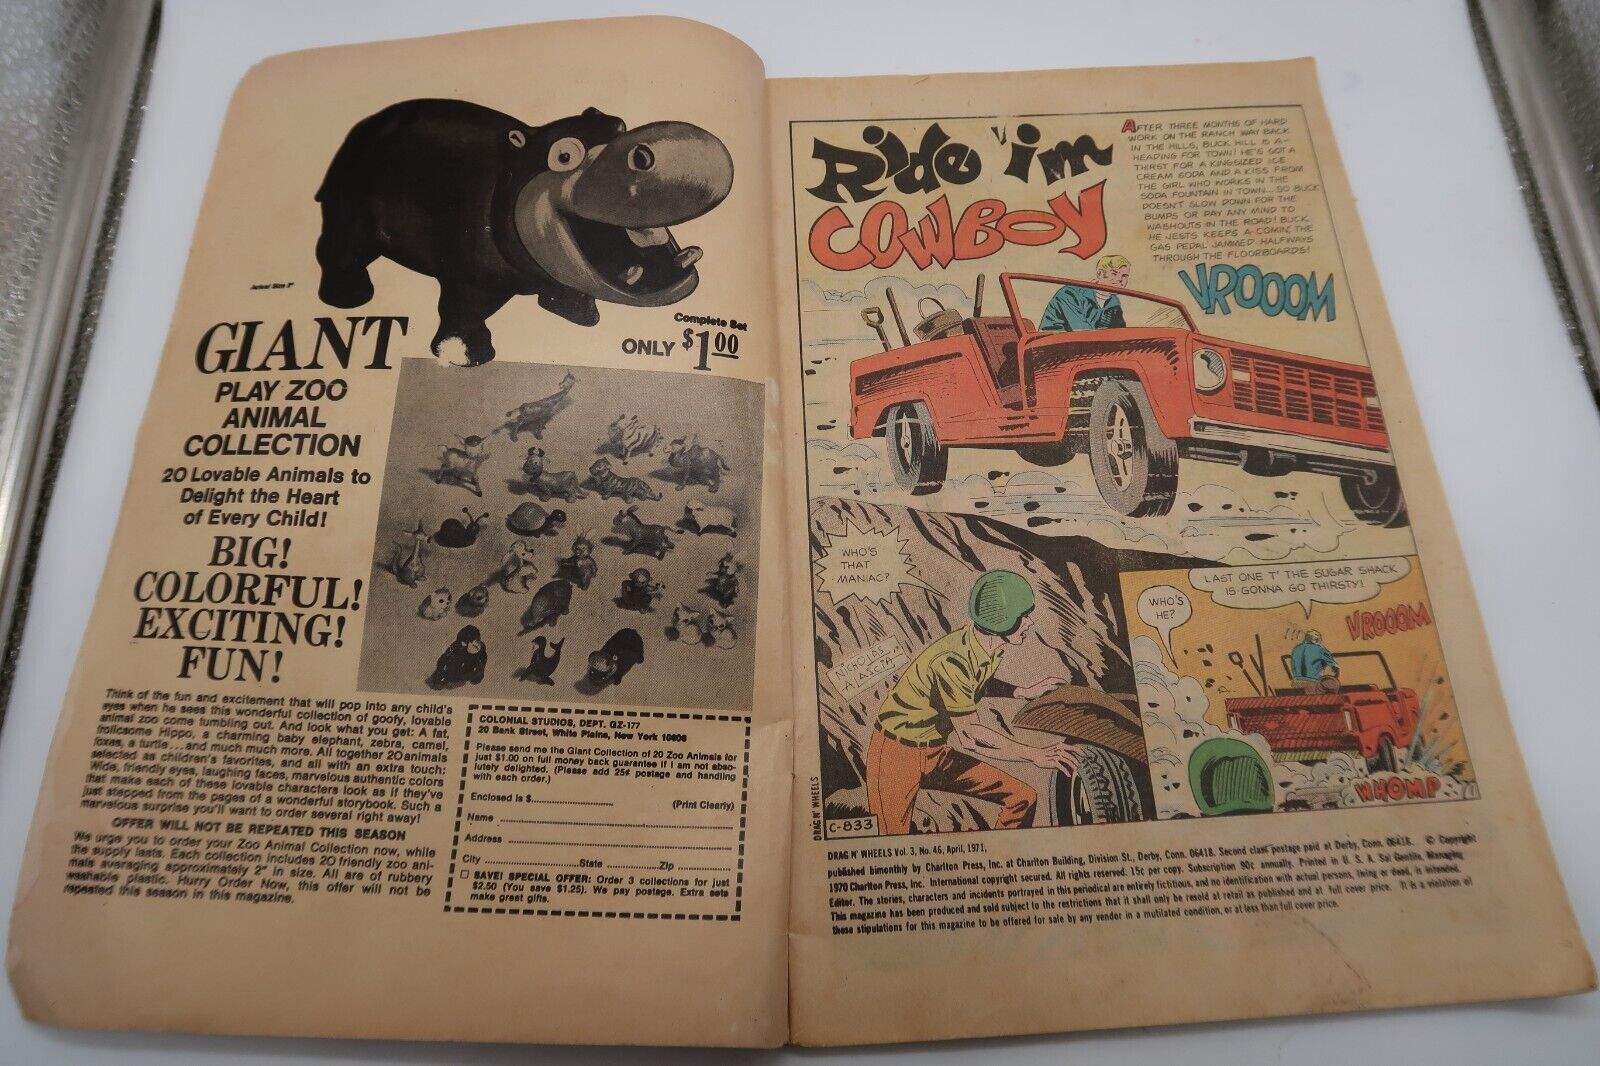 Actual Size 2"
Complete Set
ONLY $1.00
GIANT
PLAY ZOO
ANIMAL
COLLECTION
20 Lovable Animals to
Delight the Heart
of Every Child!
BIG!
COLORFUL!
EXCITING!
FUN!
Think of the fun and excitement that will pop into any child's
eyes when he sees this wonderful collection of goofy, lovable
animal zoo come tumbling out. And look what you get: A fat,
frolicsome Hippo, a charming baby elephant, zebra, camel,
foxes, a turtle...and much much more. All together 20 animals
selected as children's favorites, and all with an extra touch:
Wide, friendly eyes, laughing faces, marvelous authentic colors
that make each of these lovable characters look as if they've
just stepped from the pages of a wonderful storybook. Such a
marvelous surprise you'll want to order several right away!
OFFER WILL NOT BE REPEATED THIS SEASON
We urge you to order your Zoo Animal Collection now, while
the supply lasts. Each collection includes 20 friendly zoo ani-
mals averaging approximately 2" in size. All are of rubbery
washable plastic. Hurry Order Now, this offer will not be
repeated this season in this magazine.
COLONIAL STUDIOS, DEPT. GZ-177
20 Bank Street, White Plains, New York 10606
Please send me the Giant Collection of 20 Zoo Animals for
just $1.00 on full money back guarantee if I am not abso-
lutely delighted. (Please add 25¢ postage and handling
with each order.)
Enclosed is $ (Print Clearly)
Name
Address
City State Zip
SAVE! SPECIAL OFFER: Order 3 collections for just
$2.50 (You save $1.25). We pay postage. Extra sets
make great gifts.
Ride 'im
COWBOY
AFTER THREE MONTHS OF HARD
WORK ON THE RANCH WAY BACK
IN THE HILLS, BUCK HILL IS A-
HEADING FOR TOWN! HE'S GOT A
THIRST FOR A KINGSIZED ICE
CREAM SODA AND A KISS FROM
THE GIRL WHO WORKS IN THE
SODA FOUNTAIN IN TOWN... SO BUCK
DOESN'T SLOW DOWN FOR THE
BUMPS OR PAY ANY MIND TO
WASHOUTS IN THE ROAD! BUCK
HE JESTS KEEPS A-COMIN', THE
GAS PEDAL JAMMED HALFWAYS
THROUGH THE FLOORBOARDS!
VROOOM
WHO'S
THAT
MANIAC?
NICHOLAS
ALASCIA
DRAG N' WHEELS
C-833
LAST ONE T' THE SUGAR SHACK
IS GONNA GO THIRSTY!
WHO'S
HE?
VROOOM
WHOMP
1
DRAG N' WHEELS Vol. 3, No. 46, April, 1971,
published bimonthly by Charlton Press, Inc. at Charlton Building, Division St., Derby, Conn. 06418. Second class postage paid at Derby, Conn. 06418. © Copyright
1970 Charlton Press, Inc. International copyright secured. All rights reserved. 15c per copy. Subscription 90¢ annually. Printed in U. S. A. Sal Gentile, Managing
Editor. The stories, characters and incidents portrayed in this periodical are entirely fictitious, and no identification with actual persons, living or dead, is intended.
This magazine has been produced and sold subject to the restrictions that it shall only be resold at retail as published and at full cover price. It is a violation of
these stipulations for this magazine to be offered for sale by any vendor in a mutilated condition, or at less than full cover price.